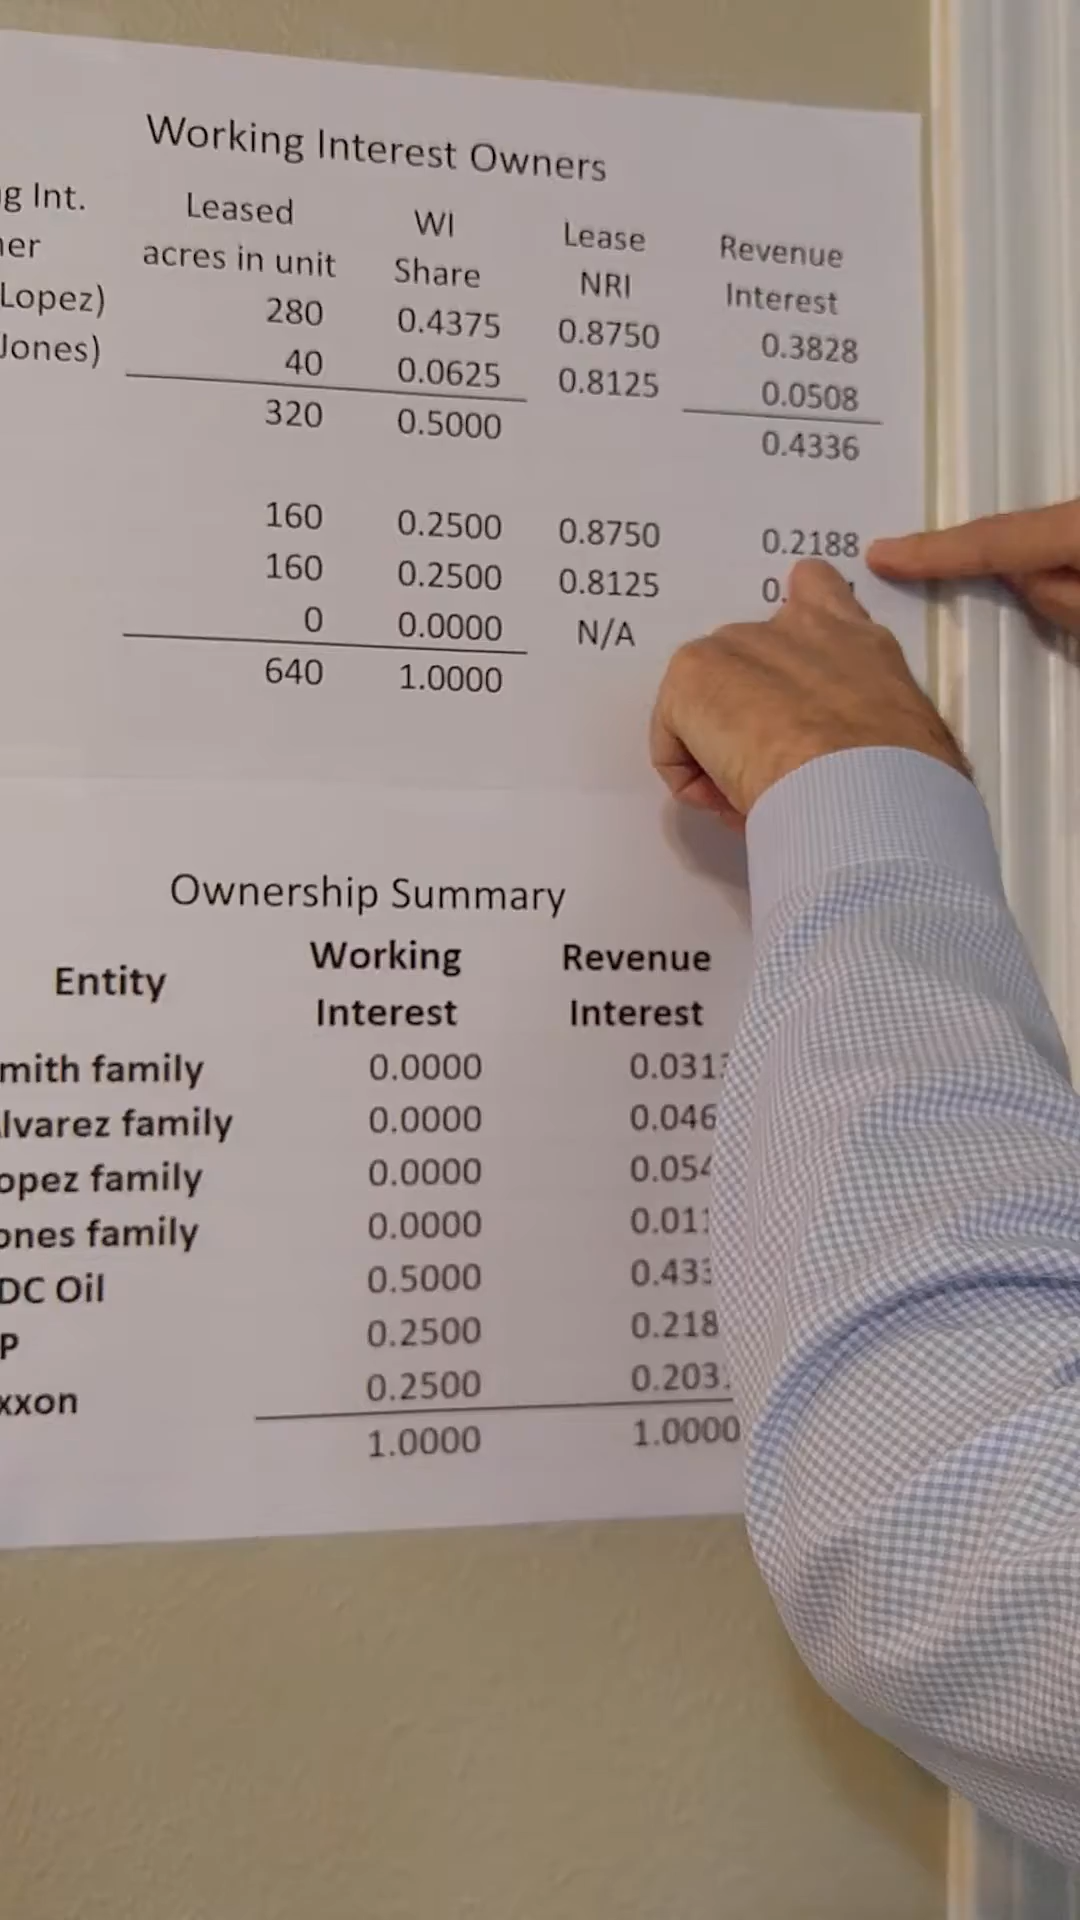 Working Interest Owners
g Int. Leased WI Lease Revenue
er acres in unit Share NRI Interest
Lopez) 280 0.4375 0.8750 0.3828
Jones) 40 0.0625 0.8125 0.0508
320 0.5000 0.4336
160 0.2500 0.8750 0.2188
160 0.2500 0.8125 0.
0 0.0000 N/A
640 1.0000
Ownership Summary
Entity Working Revenue
Interest Interest
mith family 0.0000 0.031
lvarez family 0.0000 0.046
opez family 0.0000 0.054
ones family 0.0000 0.011
DC Oil 0.5000 0.433
P 0.2500 0.218
xxon 0.2500 0.203
1.0000 1.0000